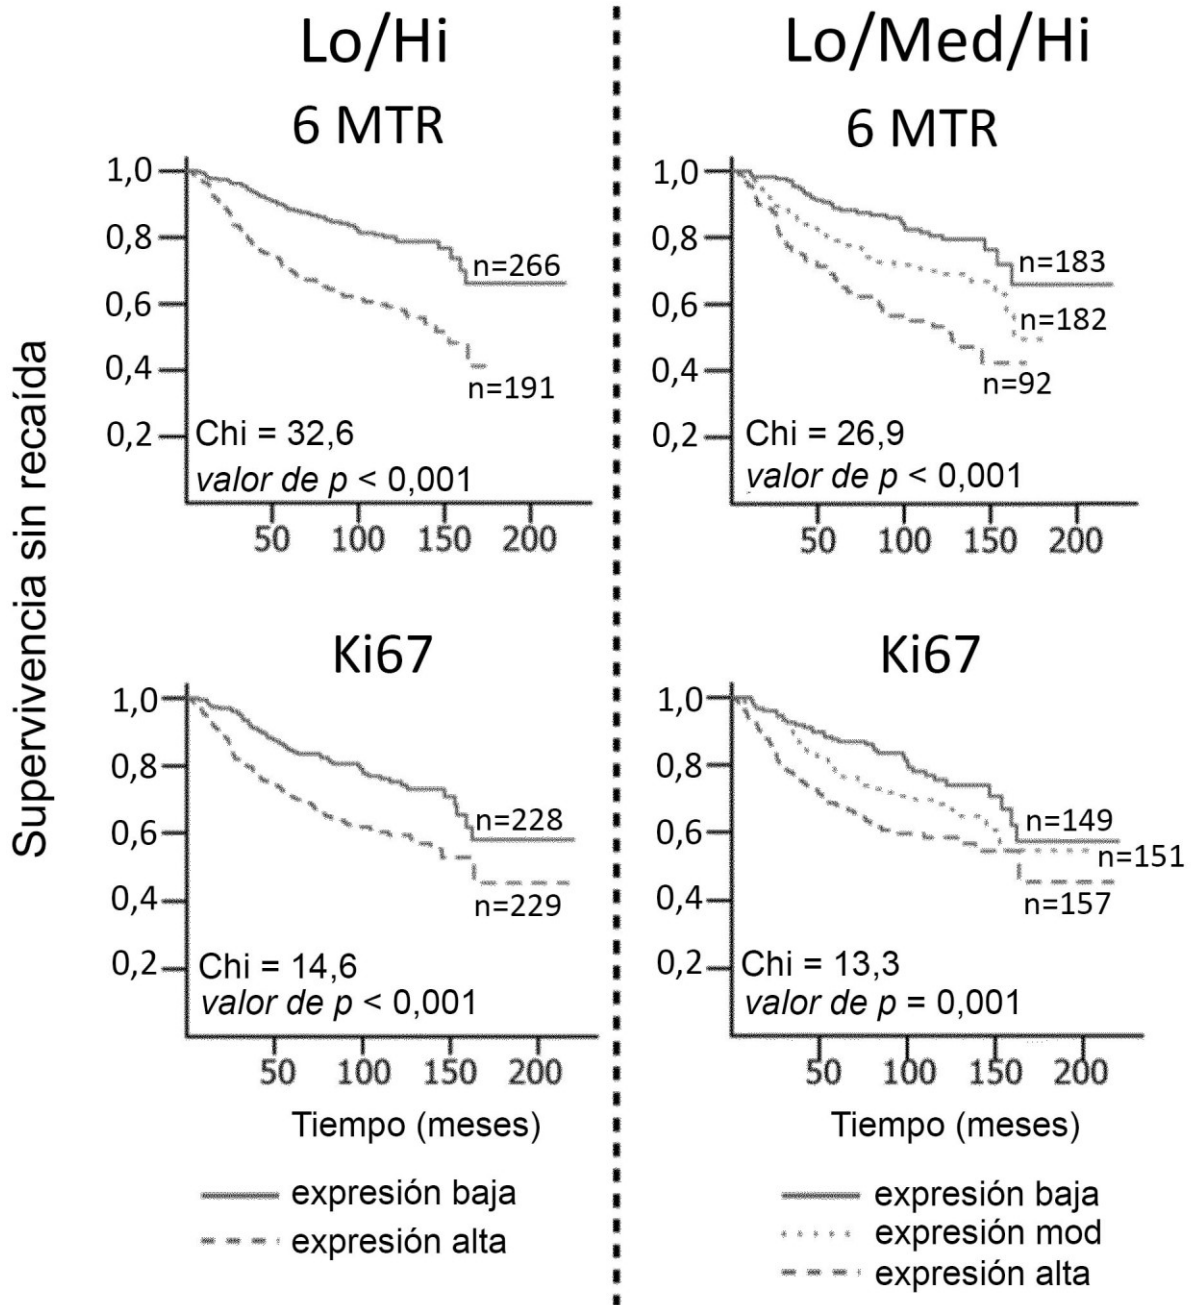 Lo/Hi
6 MTR
1,0
0,8
0,6
0,4
0,2
n=266
n=191
Chi = 32,6
valor de p < 0,001
50 100 150 200
Lo/Med/Hi
6 MTR
1,0
0,8
0,6
0,4
0,2
n=183
n=182
n=92
Chi = 26,9
valor de p < 0,001
50 100 150 200
Supervivencia sin recaída
Ki67
1,0
0,8
0,6
0,4
0,2
n=228
n=229
Chi = 14,6
valor de p < 0,001
50 100 150 200
Tiempo (meses)
expresión baja
expresión alta
Ki67
1,0
0,8
0,6
0,4
0,2
n=149
n=151
n=157
Chi = 13,3
valor de p = 0,001
50 100 150 200
Tiempo (meses)
expresión baja
expresión mod
expresión alta